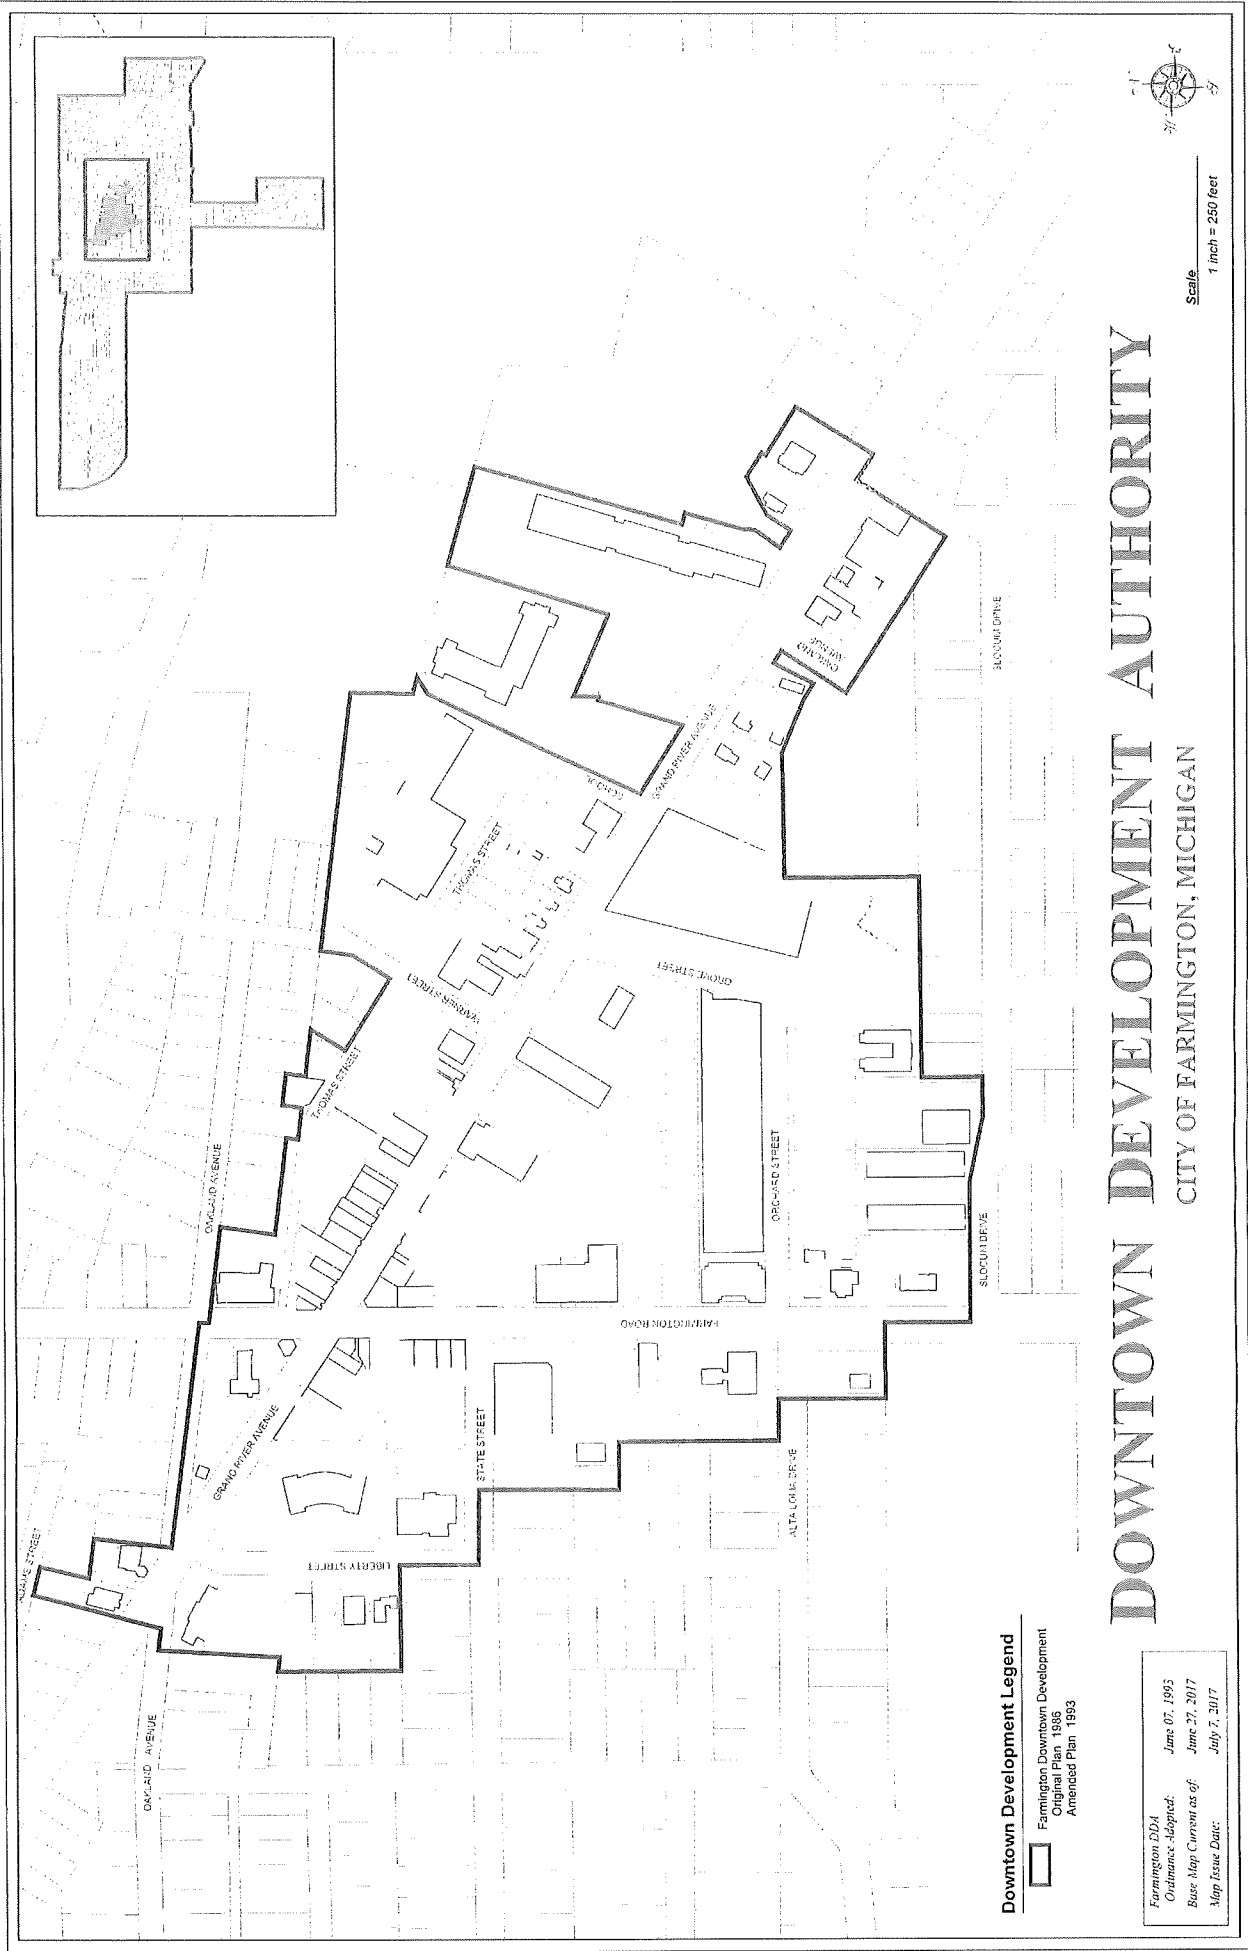 ADAMS STREET
OAKLAND AVENUE
OAKLAND AVENUE
GRAND RIVER AVENUE
LIBERTY STREET
STATE STREET
ALTA LOMA DRIVE
FARMINGTON ROAD
THOMAS STREET
WARNER STREET
THOMAS STREET
SCHOOL
GRAND RIVER AVENUE
GROVE STREET
ORCHARD STREET
SLOCUM DRIVE
OAKLAND
AVENUE
SLOCUM DRIVE
Downtown Development Legend
Farmington Downtown Development
Original Plan 1986
Amended Plan 1993
DOWNTOWN DEVELOPMENT AUTHORITY
CITY OF FARMINGTON, MICHIGAN
Farmington DDA
Ordinance Adopted: June 07, 1993
Base Map Current as of: June 27, 2017
Map Issue Date: July 7, 2017
Scale
1 inch = 250 feet
N
E
S
W